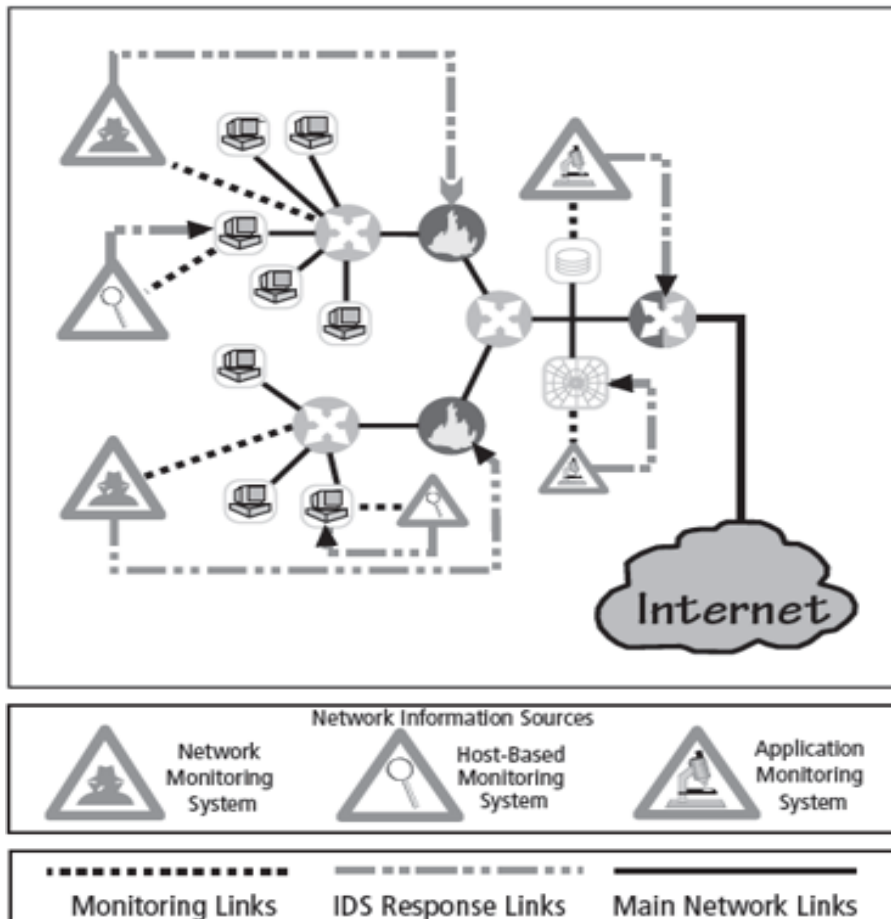 Internet
Network Information Sources
Network
Monitoring
System
Host-Based
Monitoring
System
Application
Monitoring
System
Monitoring Links
IDS Response Links
Main Network Links